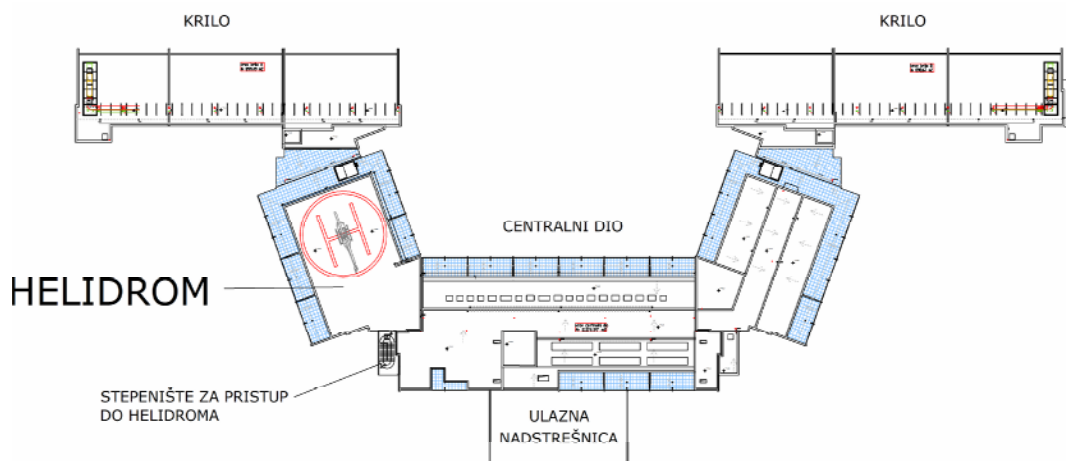 KRILO
KRILO
CENTRALNI DIO
H
HELIDROM
STEPENIŠTE ZA PRISTUP
DO HELIDROMA
ULAZNA
NADSTREŠNICA